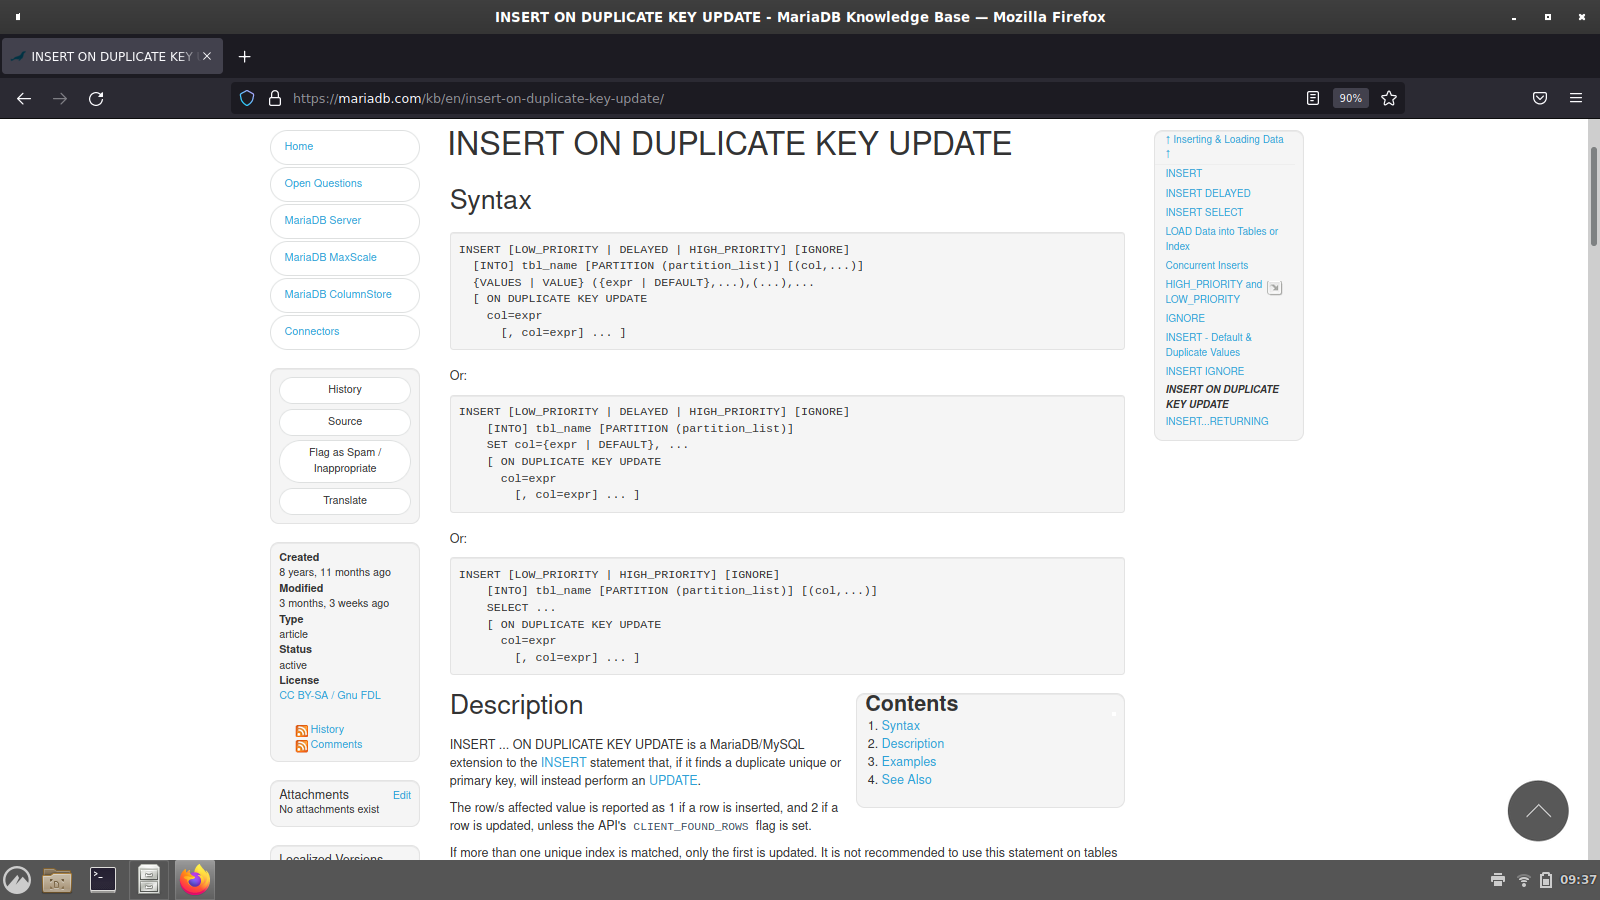 INSERT ON DUPLICATE KEY UPDATE - MariaDB Knowledge Base — Mozilla Firefox
INSERT ON DUPLICATE KEY
https://mariadb.com/kb/en/insert-on-duplicate-key-update/
90%
Home
Open Questions
MariaDB Server
MariaDB MaxScale
MariaDB ColumnStore
Connectors
History
Source
Flag as Spam /
Inappropriate
Translate
Created
8 years, 11 months ago
Modified
3 months, 3 weeks ago
Type
article
Status
active
License
CC BY-SA / Gnu FDL
History
Comments
Attachments
Edit
No attachments exist
Localized Versions
INSERT ON DUPLICATE KEY UPDATE
Syntax
INSERT [LOW_PRIORITY | DELAYED | HIGH_PRIORITY] [IGNORE]
[INTO] tbl_name [PARTITION (partition_list)] [(col,...)]
{VALUES | VALUE} ({expr | DEFAULT},...),(...),...
[ ON DUPLICATE KEY UPDATE
col=expr
[, col=expr] ... ]
Or:
INSERT [LOW_PRIORITY | DELAYED | HIGH_PRIORITY] [IGNORE]
[INTO] tbl_name [PARTITION (partition_list)]
SET col={expr | DEFAULT}, ...
[ ON DUPLICATE KEY UPDATE
col=expr
[, col=expr] ... ]
Or:
INSERT [LOW_PRIORITY | HIGH_PRIORITY] [IGNORE]
[INTO] tbl_name [PARTITION (partition_list)] [(col,...)]
SELECT ...
[ ON DUPLICATE KEY UPDATE
col=expr
[, col=expr] ... ]
Description
INSERT ... ON DUPLICATE KEY UPDATE is a MariaDB/MySQL
extension to the INSERT statement that, if it finds a duplicate unique or
primary key, will instead perform an UPDATE.
The row/s affected value is reported as 1 if a row is inserted, and 2 if a
row is updated, unless the API's CLIENT_FOUND_ROWS flag is set.
If more than one unique index is matched, only the first is updated. It is not recommended to use this statement on tables
Contents
1. Syntax
2. Description
3. Examples
4. See Also
↑ Inserting & Loading Data
↑
INSERT
INSERT DELAYED
INSERT SELECT
LOAD Data into Tables or
Index
Concurrent Inserts
HIGH_PRIORITY and
LOW_PRIORITY
IGNORE
INSERT - Default &
Duplicate Values
INSERT IGNORE
INSERT ON DUPLICATE
KEY UPDATE
INSERT...RETURNING
09:37